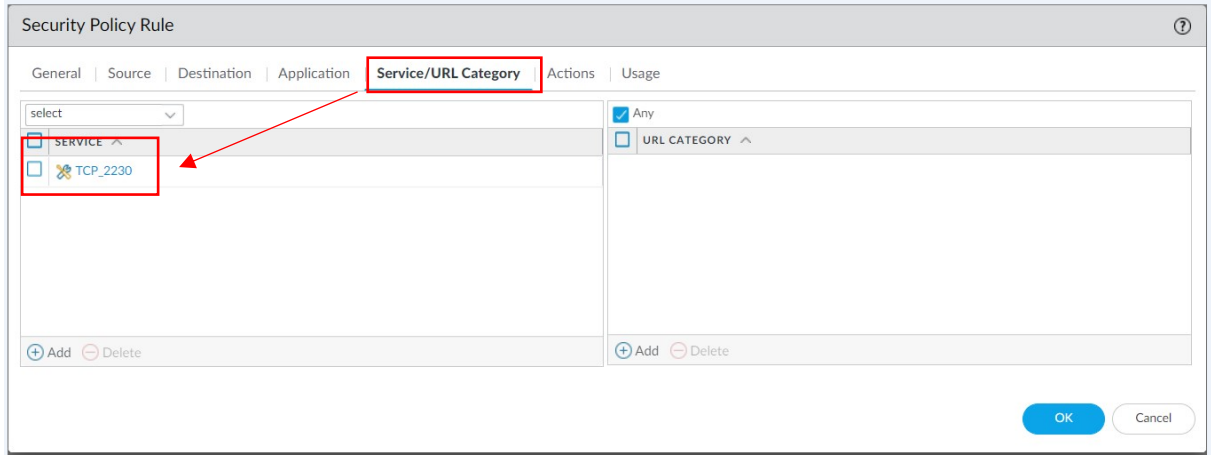 Security Policy Rule
General | Source | Destination | Application | Service/URL Category | Actions | Usage
select
Any
SERVICE
URL CATEGORY
TCP_2230
Add Delete
Add Delete
OK Cancel